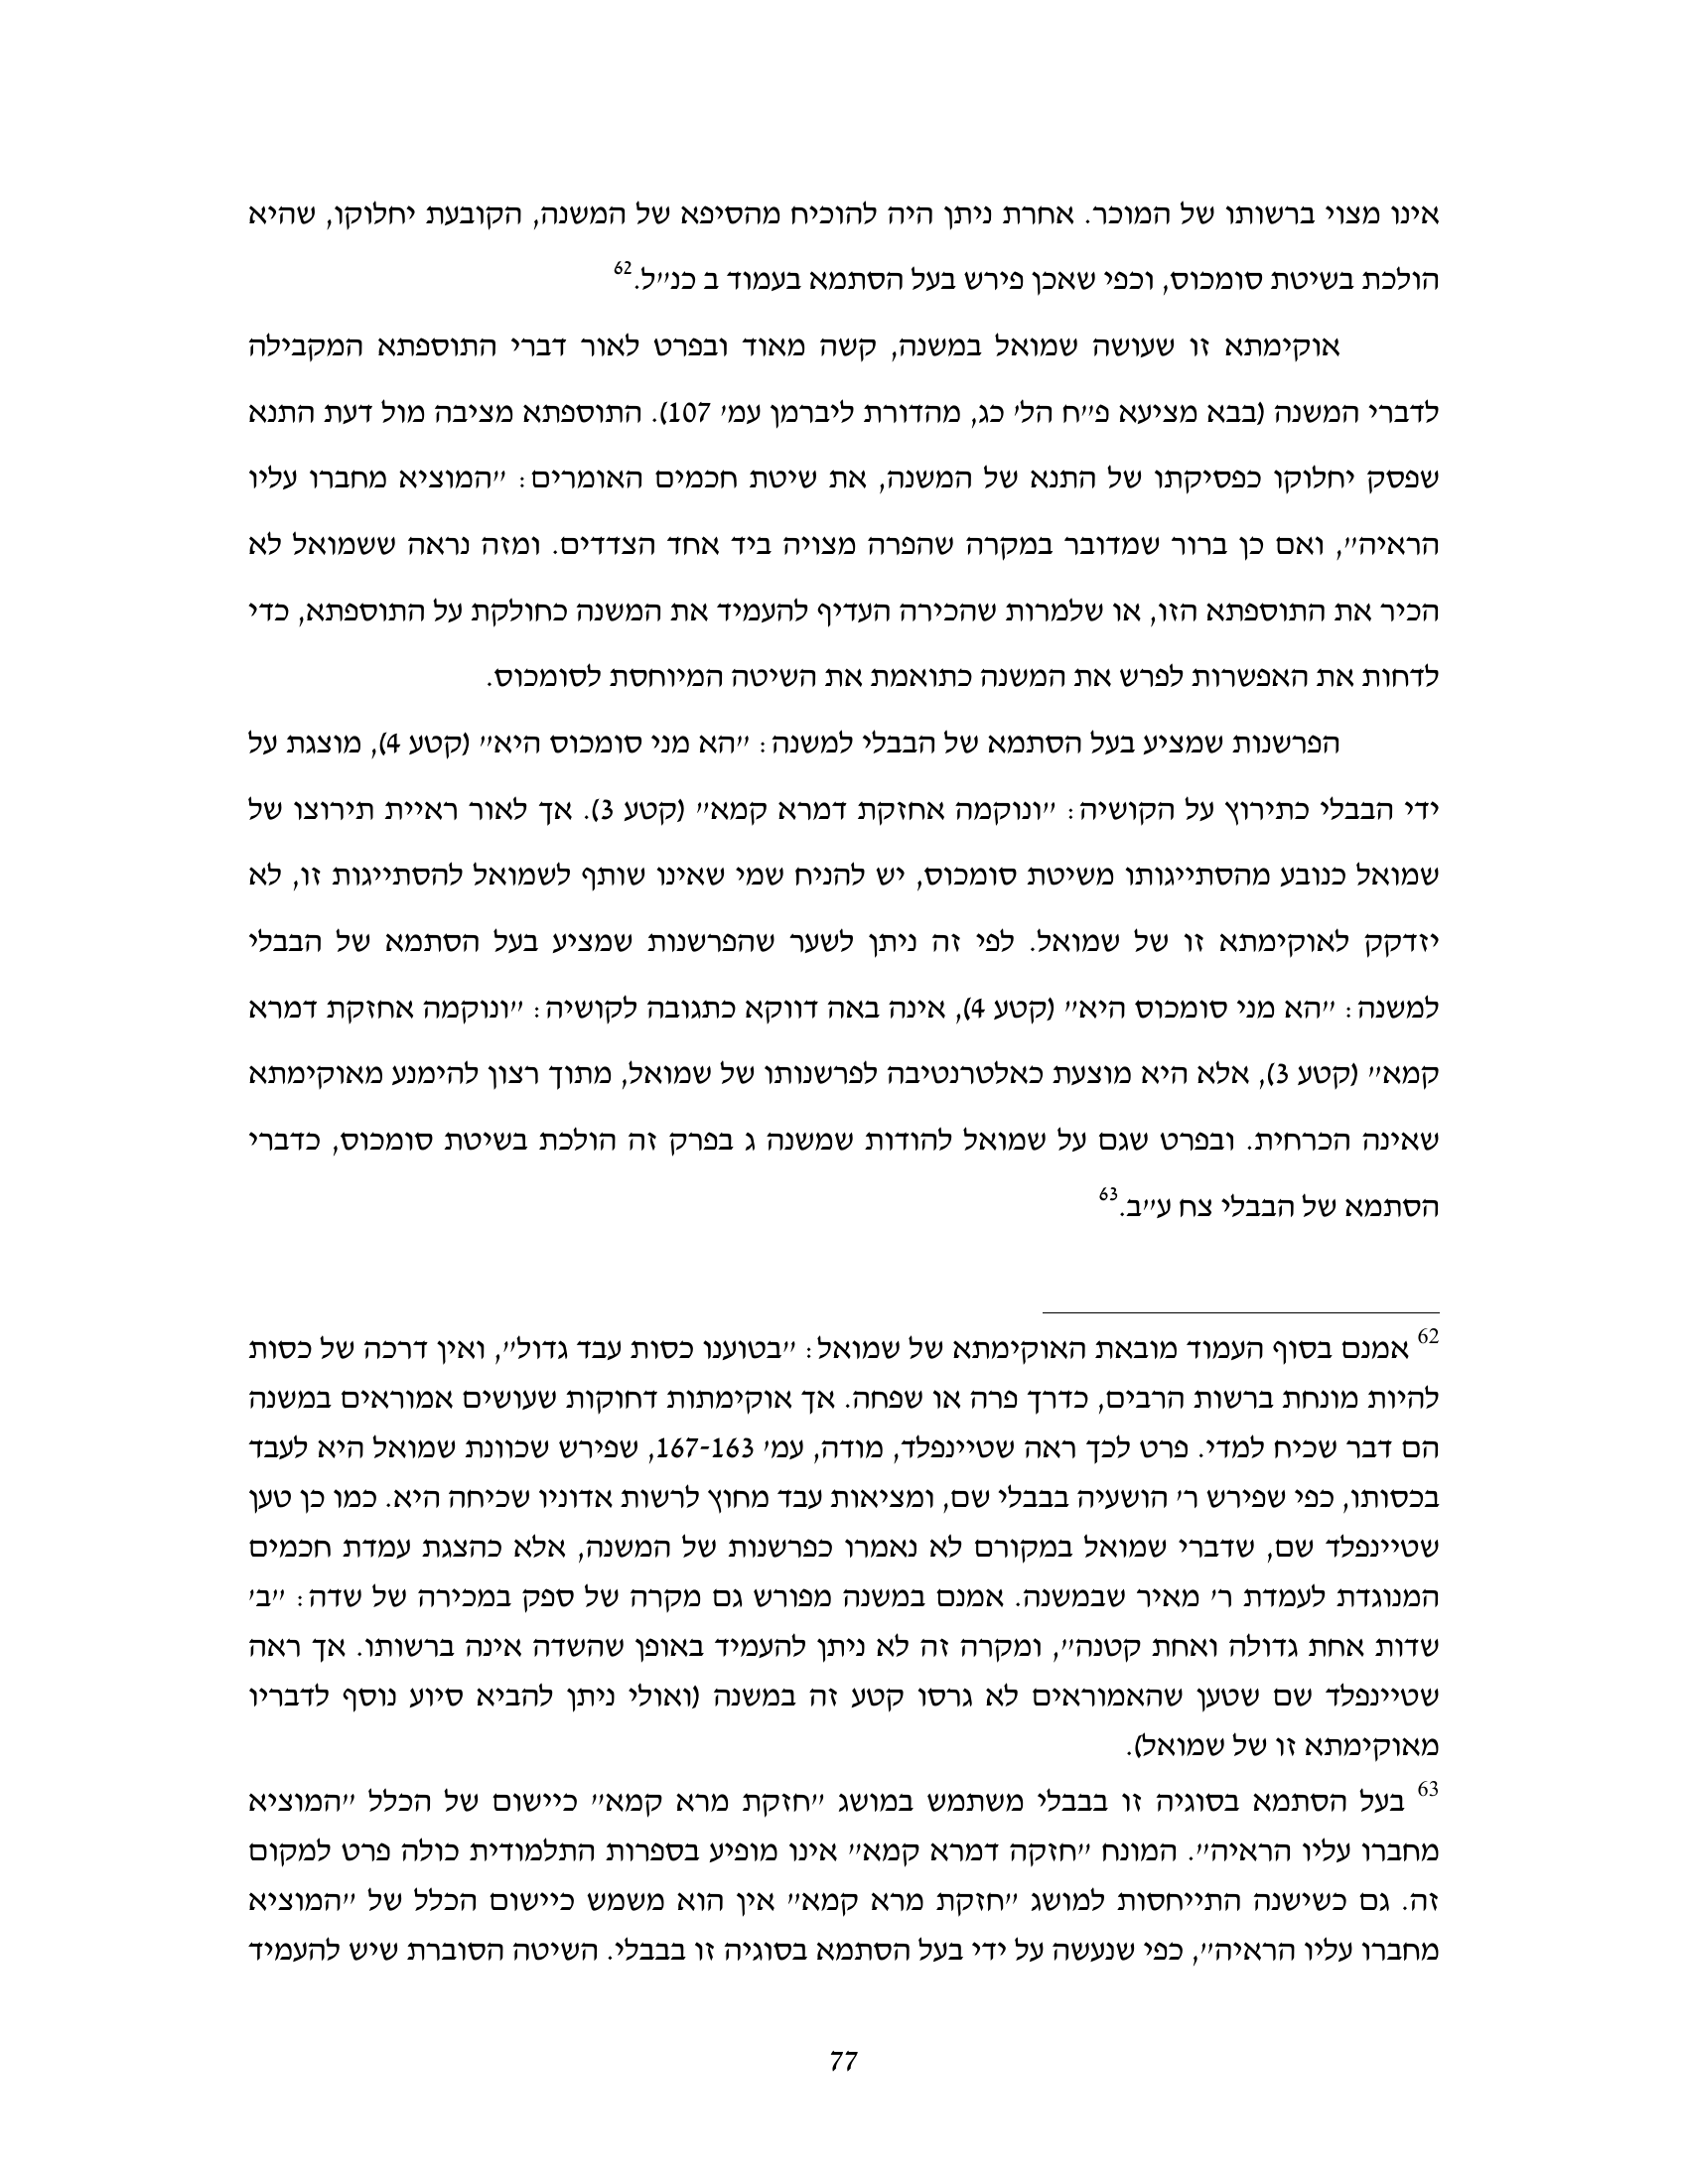 אינו מצוי ברשותו של המוכר. אחרת ניתן היה להוכיח מהסיפא של המשנה, הקובעת יחלוקו, שהיא
הולכת בשיטת סומכוס, וכפי שאכן פירש בעל הסתמא בעמוד ב כנ״ל.62
אוקימתא זו שעושה שמואל במשנה, קשה מאוד ובפרט לאור דברי התוספתא המקבילה
לדברי המשנה (בבא מציעא פ״ח הל׳ כג, מהדורת ליברמן עמ׳ 107). התוספתא מציבה מול דעת התנא
שפסק יחלוקו כפסיקתו של התנא של המשנה, את שיטת חכמים האומרים: ״המוציא מחברו עליו
הראיה״, ואם כן ברור שמדובר במקרה שהפרה מצויה ביד אחד הצדדים. ומזה נראה ששמואל לא
הכיר את התוספתא הזו, או שלמרות שהכירה העדיף להעמיד את המשנה כחולקת על התוספתא, כדי
לדחות את האפשרות לפרש את המשנה כתואמת את השיטה המיוחסת לסומכוס.
הפרשנות שמציע בעל הסתמא של הבבלי למשנה: ״הא מני סומכוס היא״ (קטע 4), מוצגת על
ידי הבבלי כתירוץ על הקושיה: ״ונוקמה אחזקת דמרא קמא״ (קטע 3). אך לאור ראיית תירוצו של
שמואל כנובע מהסתייגותו משיטת סומכוס, יש להניח שמי שאינו שותף לשמואל להסתייגות זו, לא
יזדקק לאוקימתא זו של שמואל. לפי זה ניתן לשער שהפרשנות שמציע בעל הסתמא של הבבלי
למשנה: ״הא מני סומכוס היא״ (קטע 4), אינה באה דווקא כתגובה לקושיה: ״ונוקמה אחזקת דמרא
קמא״ (קטע 3), אלא היא מוצעת כאלטרנטיבה לפרשנותו של שמואל, מתוך רצון להימנע מאוקימתא
שאינה הכרחית. ובפרט שגם על שמואל להודות שמשנה ג בפרק זה הולכת בשיטת סומכוס, כדברי
הסתמא של הבבלי צח ע״ב.63
62 אמנם בסוף העמוד מובאת האוקימתא של שמואל: ״בטוענו כסות עבד גדול״, ואין דרכה של כסות
להיות מונחת ברשות הרבים, כדרך פרה או שפחה. אך אוקימתות דחוקות שעושים אמוראים במשנה
הם דבר שכיח למדי. פרט לכך ראה שטיינפלד, מודה, עמ׳ 167-163, שפירש שכוונת שמואל היא לעבד
בכסותו, כפי שפירש ר׳ הושעיה בבבלי שם, ומציאות עבד מחוץ לרשות אדוניו שכיחה היא. כמו כן טען
שטיינפלד שם, שדברי שמואל במקורם לא נאמרו כפרשנות של המשנה, אלא כהצגת עמדת חכמים
המנוגדת לעמדת ר׳ מאיר שבמשנה. אמנם במשנה מפורש גם מקרה של ספק במכירה של שדה: ״ב׳
שדות אחת גדולה ואחת קטנה״, ומקרה זה לא ניתן להעמיד באופן שהשדה אינה ברשותו. אך ראה
שטיינפלד שם שטען שהאמוראים לא גרסו קטע זה במשנה (ואולי ניתן להביא סיוע נוסף לדבריו
מאוקימתא זו של שמואל).
63 בעל הסתמא בסוגיה זו בבבלי משתמש במושג ״חזקת מרא קמא״ כיישום של הכלל ״המוציא
מחברו עליו הראיה״. המונח ״חזקה דמרא קמא״ אינו מופיע בספרות התלמודית כולה פרט למקום
זה. גם כשישנה התייחסות למושג ״חזקת מרא קמא״ אין הוא משמש כיישום הכלל של ״המוציא
מחברו עליו הראיה״, כפי שנעשה על ידי בעל הסתמא בסוגיה זו בבבלי. השיטה הסוברת שיש להעמיד
77